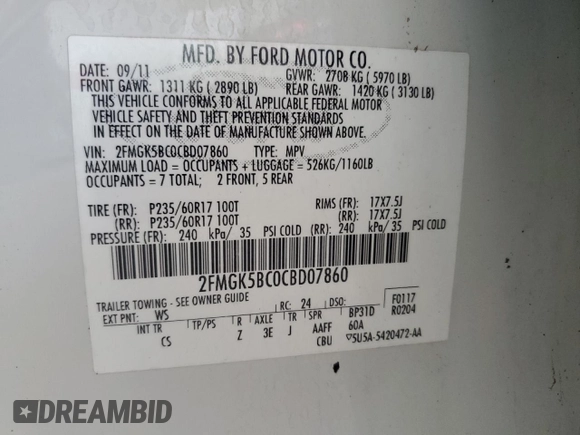 MFD. BY FORD MOTOR CO.
DATE: 09/11 GVWR: 2708 KG ( 5970 LB)
FRONT GAWR: 1311 KG ( 2890 LB) REAR GAWR: 1420 KG ( 3130 LB)
THIS VEHICLE CONFORMS TO ALL APPLICABLE FEDERAL MOTOR
VEHICLE SAFETY AND THEFT PREVENTION STANDARDS
IN EFFECT ON THE DATE OF MANUFACTURE SHOWN ABOVE.
VIN: 2FMGK5BC0CBD07860 TYPE: MPV
MAXIMUM LOAD = OCCUPANTS + LUGGAGE = 526KG/1160LB
OCCUPANTS = 7 TOTAL; 2 FRONT, 5 REAR
TIRE (FR): P235/60R17 100T RIMS (FR): 17X7.5J
(RR): P235/60R17 100T (RR): 17X7.5J
PRESSURE (FR): 240 kPa/ 35 PSI COLD (RR): 240 kPa/ 35 PSI COLD
2FMGK5BC0CBD07860
TRAILER TOWING - SEE OWNER GUIDE
EXT PNT: WS RC: 24 DSO: F0117
R0204
INT TR TP/PS R AXLE TR SPR BP31D
CS Z 3E J AAFF 60A
CBU ▽5U5A-5420472-AA
DREAMBID